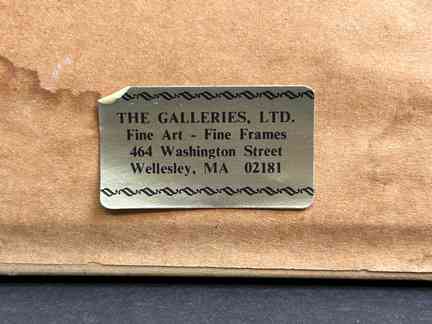 THE GALLERIES, LTD.
Fine Art - Fine Frames
464 Washington Street
Wellesley, MA 02181